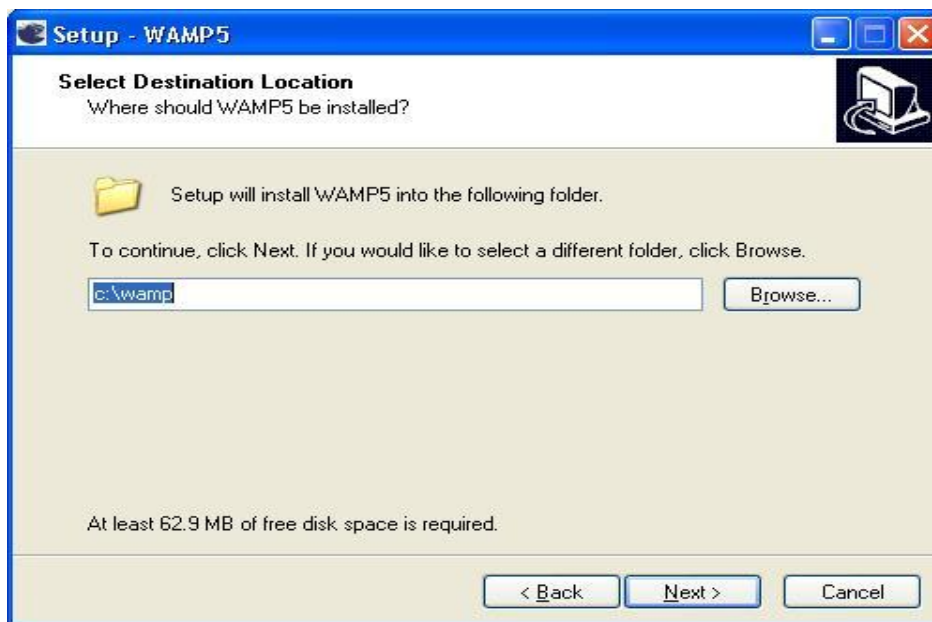 Setup - WAMP5
Select Destination Location
Where should WAMP5 be installed?
Setup will install WAMP5 into the following folder.
To continue, click Next. If you would like to select a different folder, click Browse.
c:\wamp
Browse...
At least 62.9 MB of free disk space is required.
< Back
Next >
Cancel